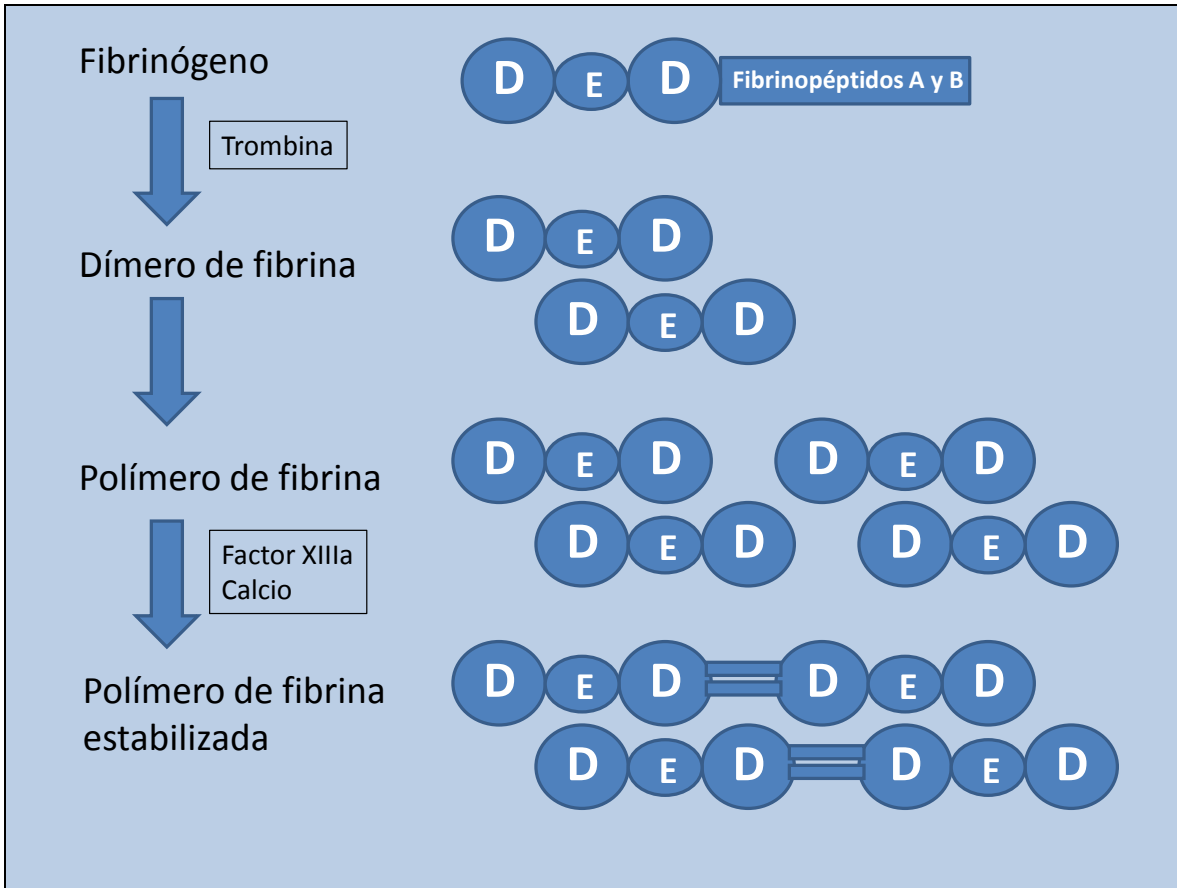 Fibrinógeno
D E D Fibrinopéptidos A y B
Trombina
D E D
Dímero de fibrina
D E D
D E D D E D
Polímero de fibrina
D E D D E D
Factor XIIIa
Calcio
D E D D E D
Polímero de fibrina
estabilizada
D E D D E D